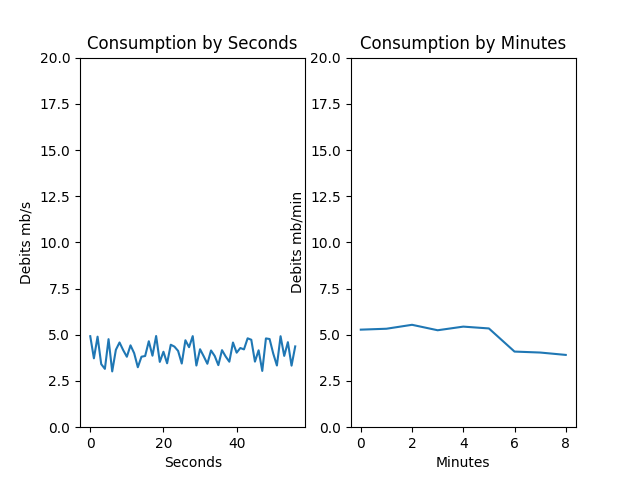 Consumption by Seconds
20.0
17.5
15.0
12.5
10.0
7.5
5.0
2.5
0.0
Debits mb/s
0 20 40
Seconds
Consumption by Minutes
20.0
17.5
15.0
12.5
10.0
7.5
5.0
2.5
0.0
Debits mb/min
0 2 4 6 8
Minutes